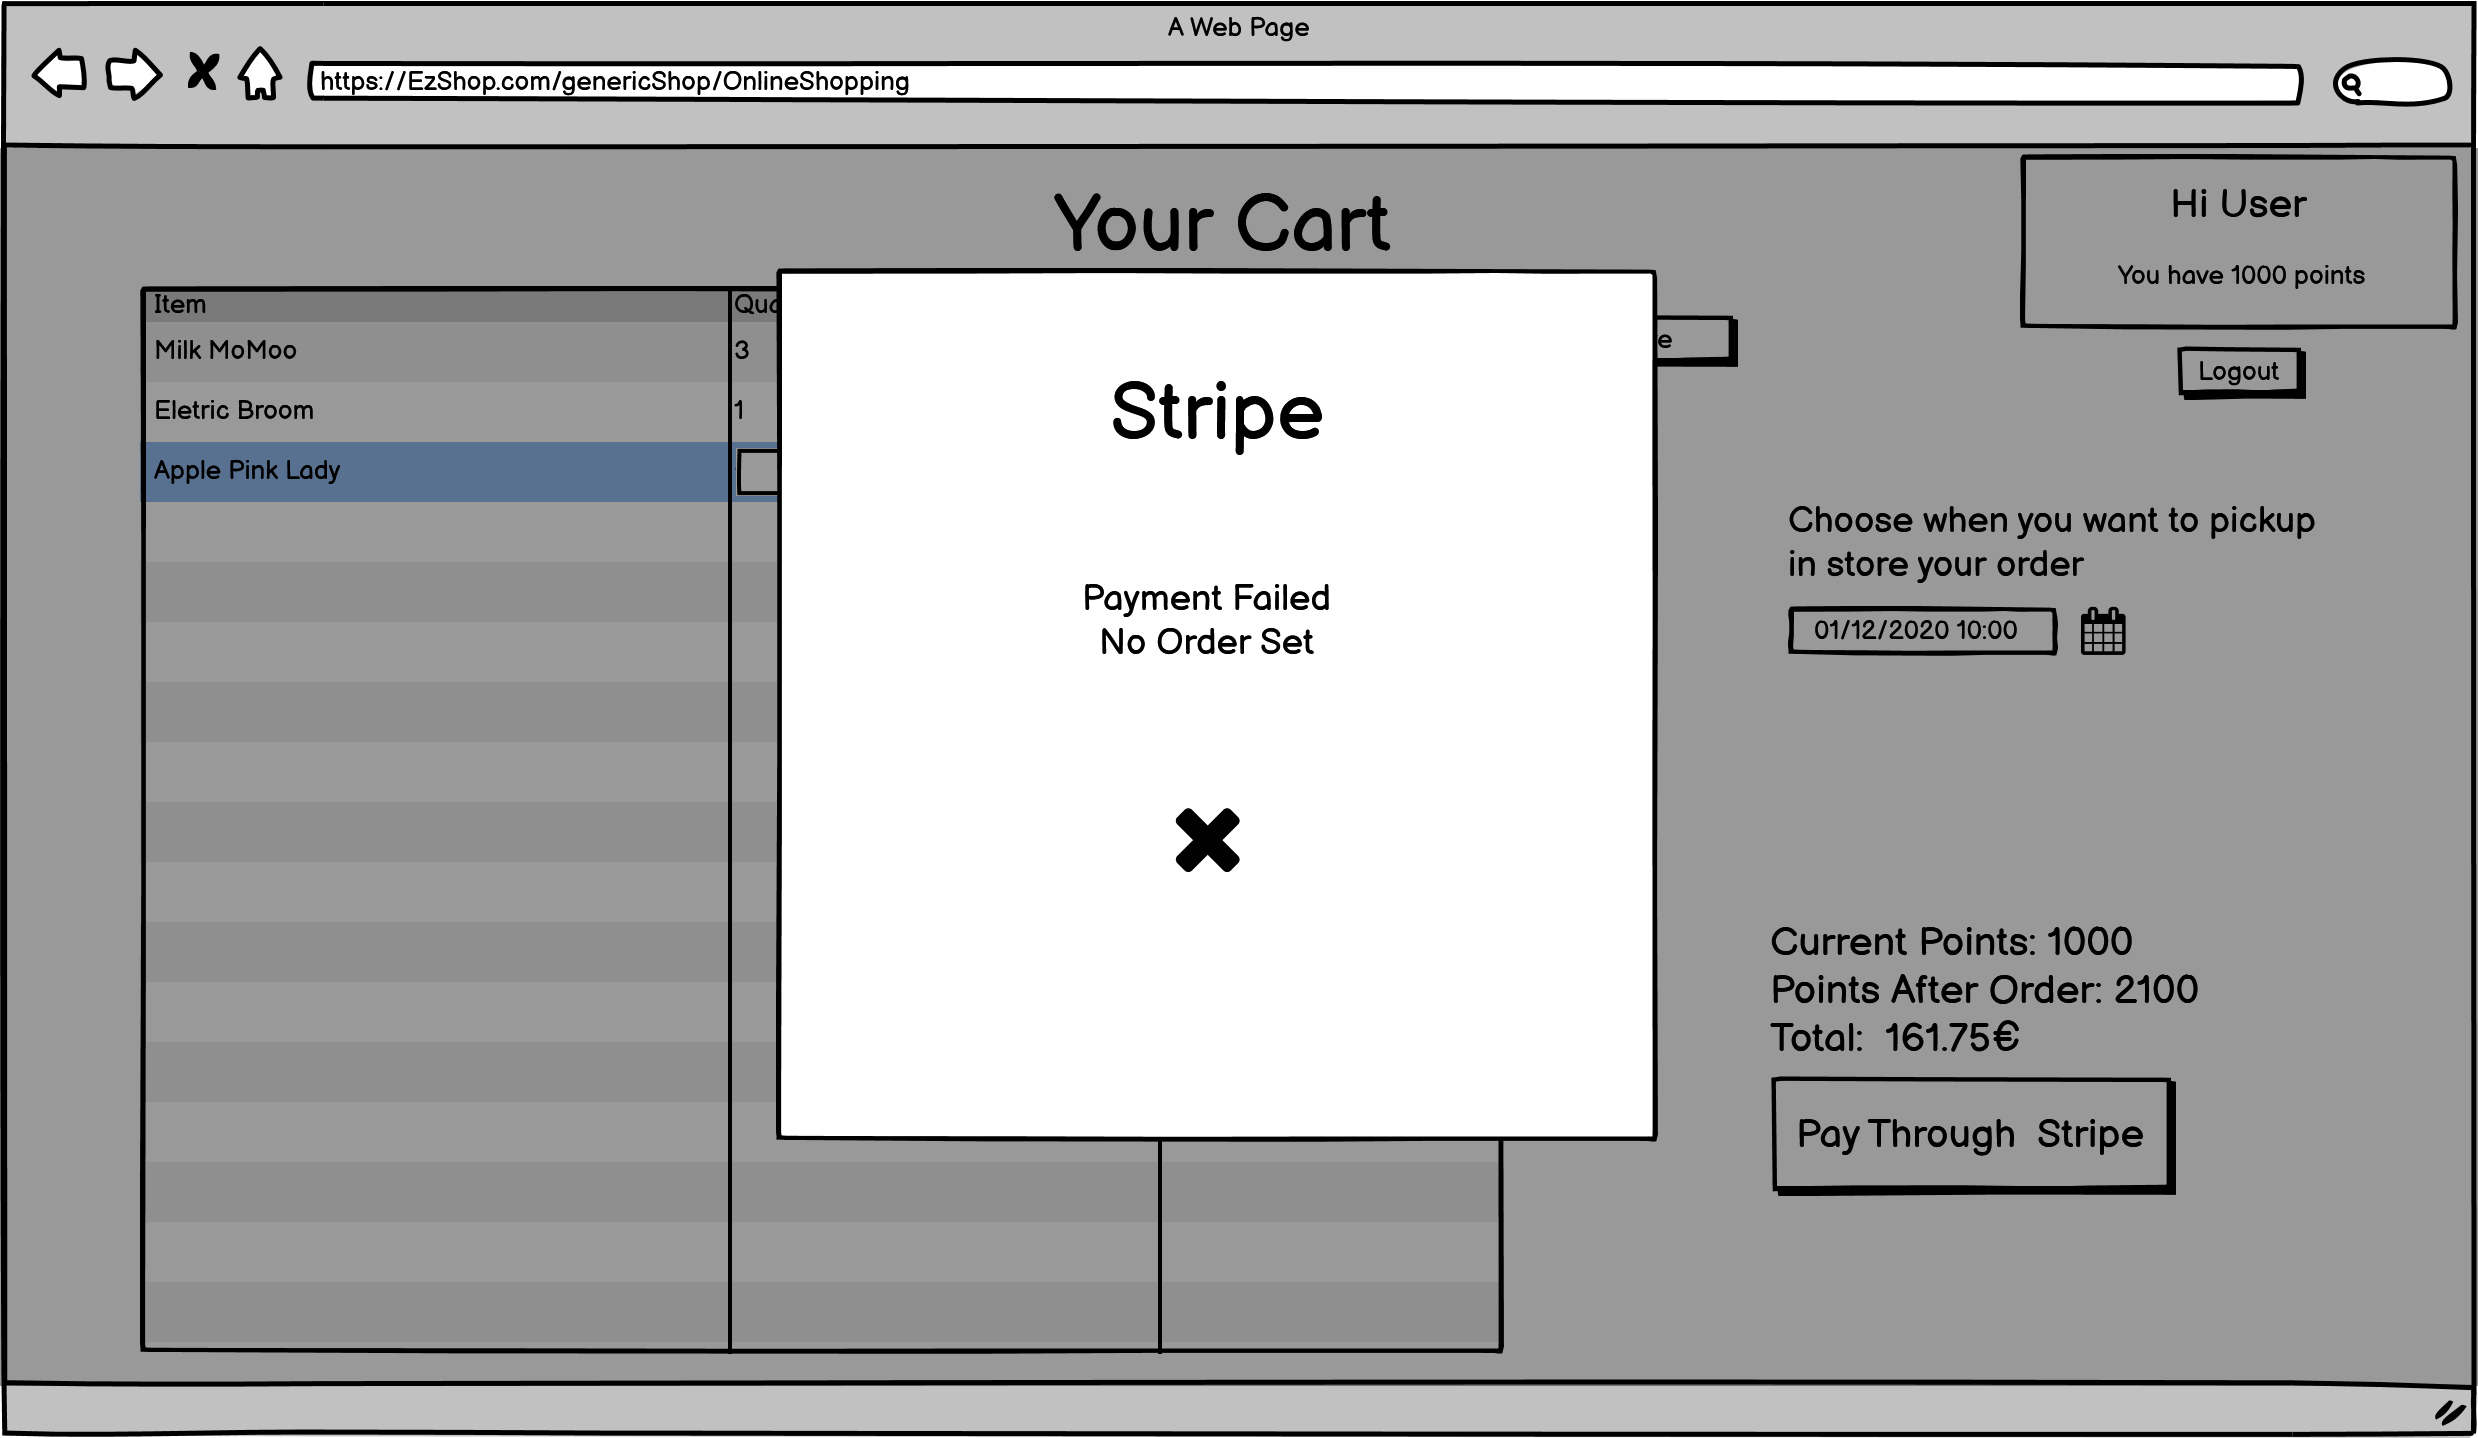 A Web Page
https://EzShop.com/genericShop/OnlineShopping
Your Cart
Hi User
You have 1000 points
Logout
Item
Milk MoMoo 3
Eletric Broom 1
Apple Pink Lady
Stripe
Payment Failed
No Order Set
Choose when you want to pickup
in store your order
01/12/2020 10:00
Current Points: 1000
Points After Order: 2100
Total: 161.75€
Pay Through Stripe